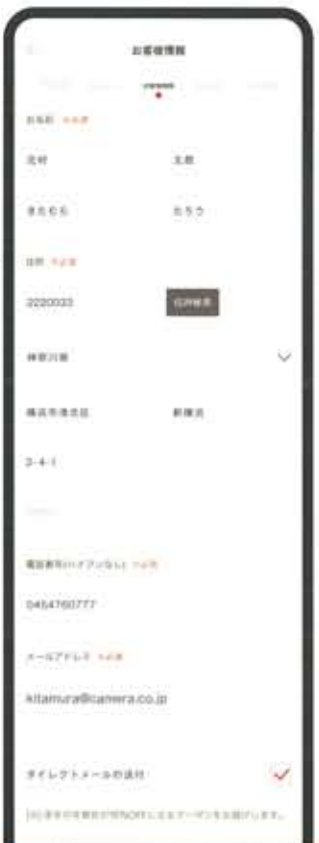 お客様情報
お名前 ※必須
北村 太郎
きたむら たろう
住所 ※必須
2220033 住所検索
神奈川県
横浜市港北区 新横浜
2-4-1
電話番号(ハイフンなし) ※必須
0454760777
メールアドレス ※必須
kitamura@camera.co.jp
ダイレクトメールの送付